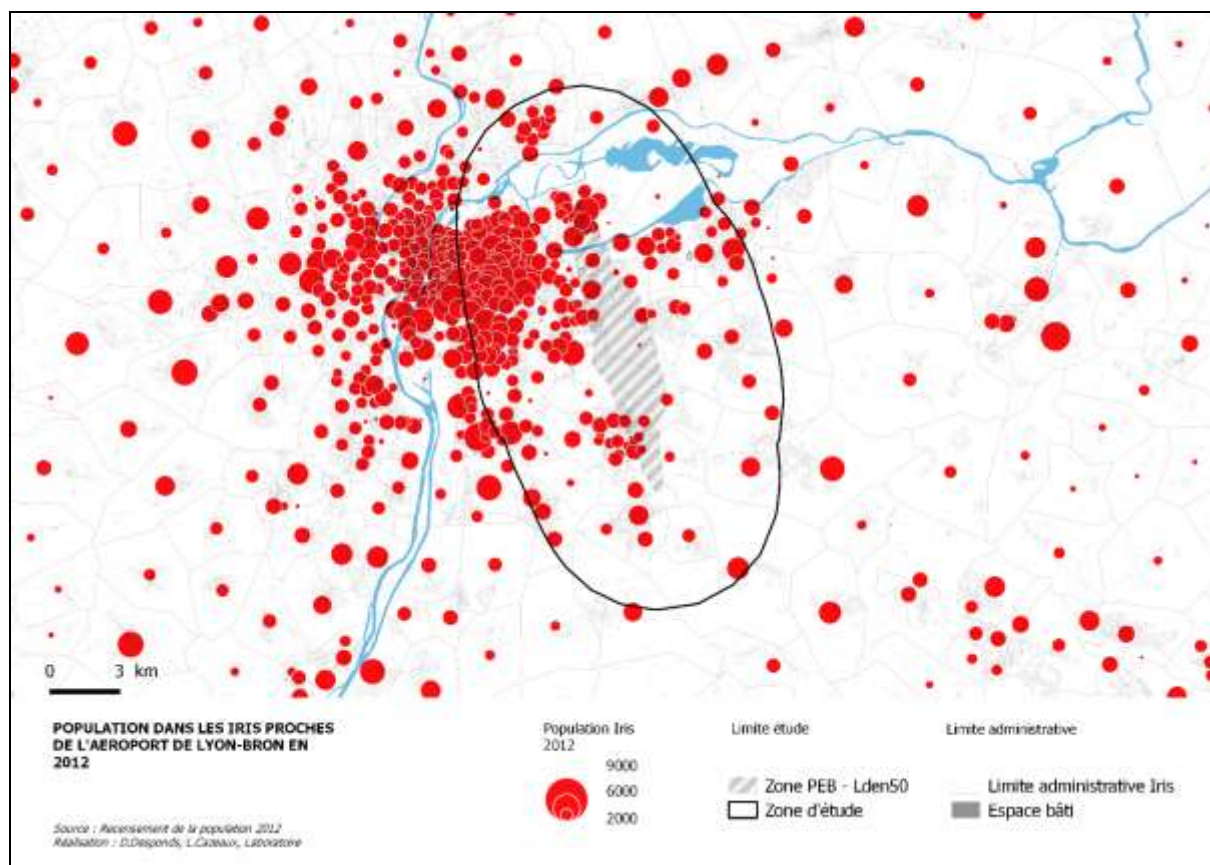 0 3 km
POPULATION DANS LES IRIS PROCHES
DE L'AEROPORT DE LYON-BRON EN
2012
Source : Recensement de la population 2012
Réalisation : D.Desponds, L.Cazeaux, Laboratoire
Population Iris
2012
9000
6000
2000
Limite étude
Zone PEB - Lden50
Zone d'étude
Limite administrative
Limite administrative Iris
Espace bâti